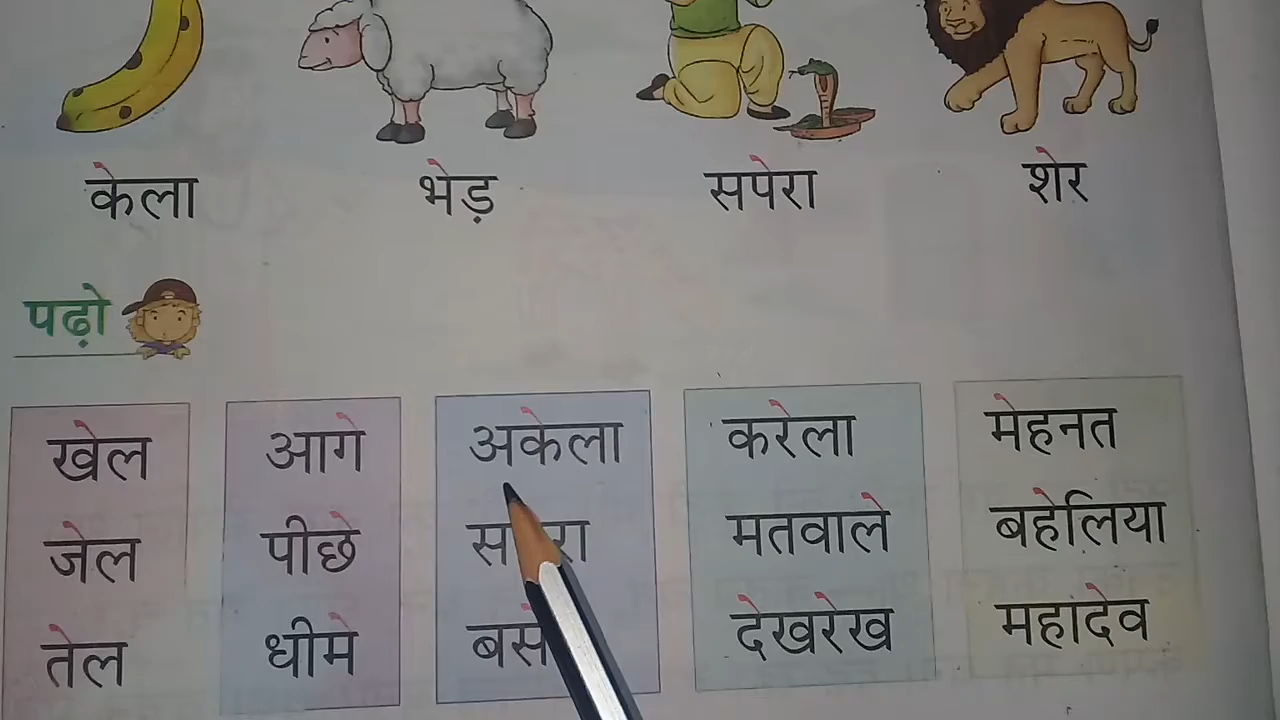 केला भेड़ सपेरा शेर
पढ़ो
खेल आगे अकेला करेला मेहनत
जेल पीछे मतवाले बहेलिया
तेल धीमे देखरेख महादेव